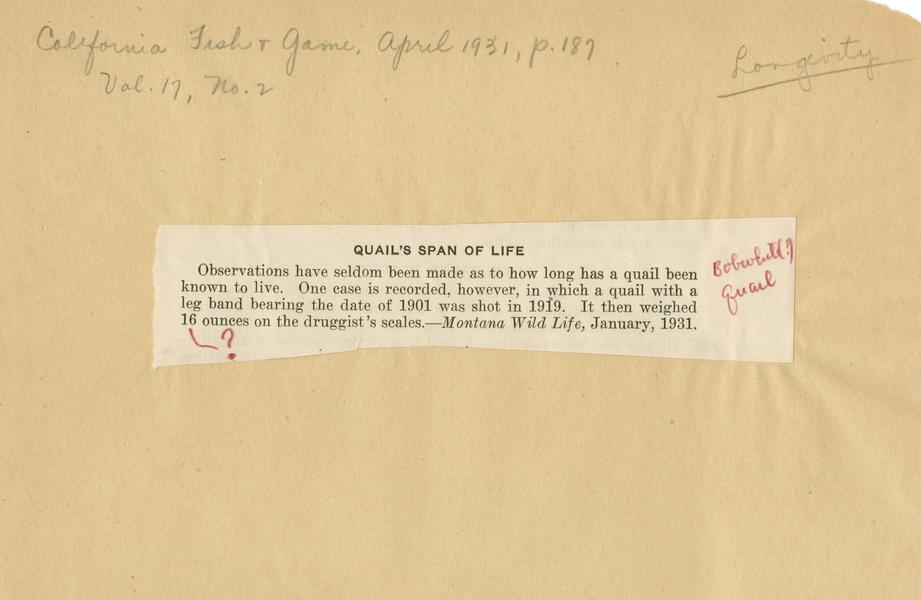 California Fish & Game, April 1931, p. 187
Vol. 17, No. 2
Longevity
QUAIL'S SPAN OF LIFE
Observations have seldom been made as to how long has a quail been
known to live. One case is recorded, however, in which a quail with a
leg band bearing the date of 1901 was shot in 1919. It then weighed
16 ounces on the druggist's scales.—Montana Wild Life, January, 1931.
?
Bobwhite(?)
Quail